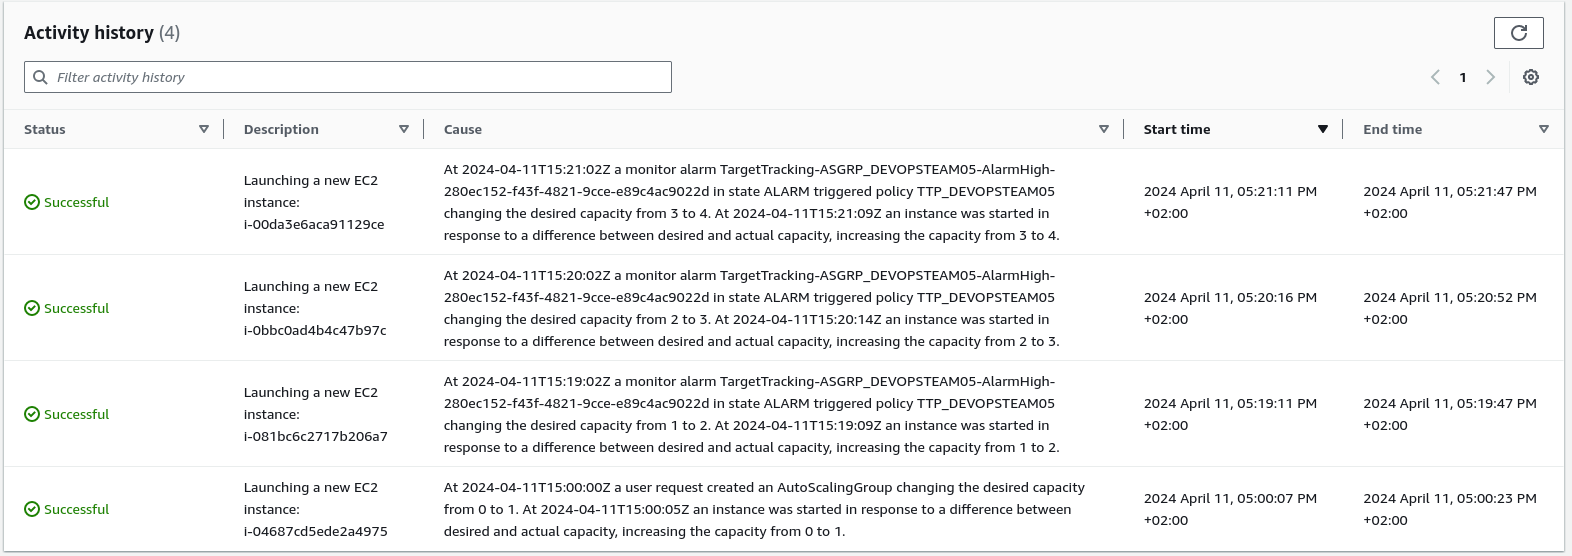 Activity history (4)
Filter activity history
1
Status
Description
Cause
Start time
End time
Successful
Launching a new EC2
instance:
i-00da3e6aca91129ce
At 2024-04-11T15:21:02Z a monitor alarm TargetTracking-ASGRP_DEVOPSTEAM05-AlarmHigh-
280ec152-f43f-4821-9cce-e89c4ac9022d in state ALARM triggered policy TTP_DEVOPSTEAM05
changing the desired capacity from 3 to 4. At 2024-04-11T15:21:09Z an instance was started in
response to a difference between desired and actual capacity, increasing the capacity from 3 to 4.
2024 April 11, 05:21:11 PM
+02:00
2024 April 11, 05:21:47 PM
+02:00
Successful
Launching a new EC2
instance:
i-0bbc0ad4b4c47b97c
At 2024-04-11T15:20:02Z a monitor alarm TargetTracking-ASGRP_DEVOPSTEAM05-AlarmHigh-
280ec152-f43f-4821-9cce-e89c4ac9022d in state ALARM triggered policy TTP_DEVOPSTEAM05
changing the desired capacity from 2 to 3. At 2024-04-11T15:20:14Z an instance was started in
response to a difference between desired and actual capacity, increasing the capacity from 2 to 3.
2024 April 11, 05:20:16 PM
+02:00
2024 April 11, 05:20:52 PM
+02:00
Successful
Launching a new EC2
instance:
i-081bc6c2717b206a7
At 2024-04-11T15:19:02Z a monitor alarm TargetTracking-ASGRP_DEVOPSTEAM05-AlarmHigh-
280ec152-f43f-4821-9cce-e89c4ac9022d in state ALARM triggered policy TTP_DEVOPSTEAM05
changing the desired capacity from 1 to 2. At 2024-04-11T15:19:09Z an instance was started in
response to a difference between desired and actual capacity, increasing the capacity from 1 to 2.
2024 April 11, 05:19:11 PM
+02:00
2024 April 11, 05:19:47 PM
+02:00
Successful
Launching a new EC2
instance:
i-04687cd5ede2a4975
At 2024-04-11T15:00:00Z a user request created an AutoScalingGroup changing the desired capacity
from 0 to 1. At 2024-04-11T15:00:05Z an instance was started in response to a difference between
desired and actual capacity, increasing the capacity from 0 to 1.
2024 April 11, 05:00:07 PM
+02:00
2024 April 11, 05:00:23 PM
+02:00